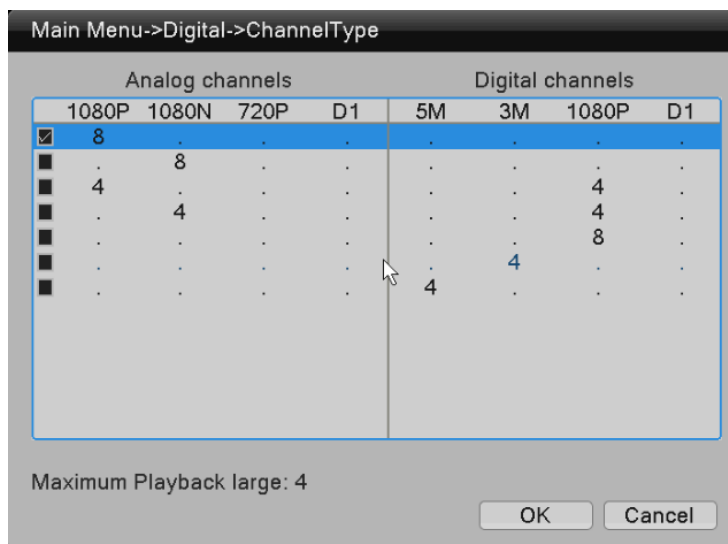 Main Menu->Digital->ChannelType
Analog channels Digital channels
1080P 1080N 720P D1 5M 3M 1080P D1
8 . . . . . . .
. 8 . . . . . .
4 . . . . . 4 .
. 4 . . . . 4 .
. . . . . . 8 .
. . . . . 4 . .
. . . . 4 . . .
Maximum Playback large: 4
OK Cancel